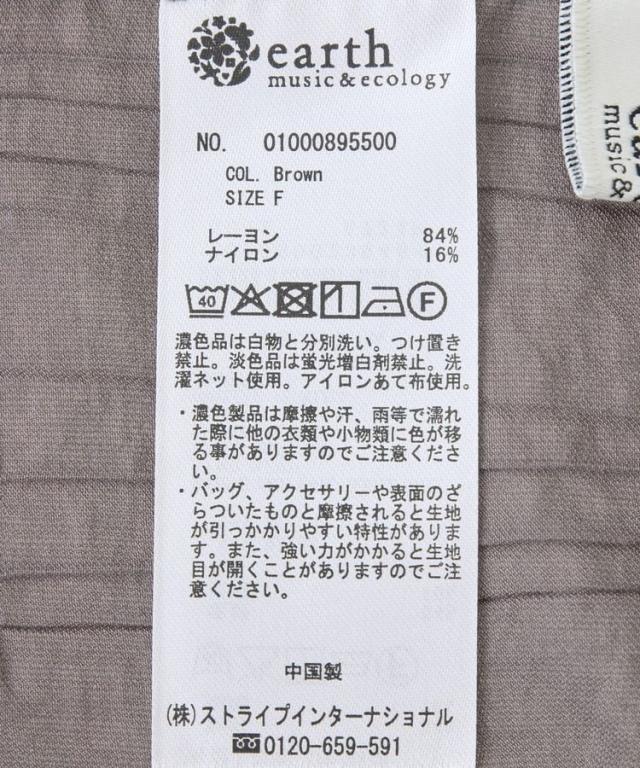 earth
music&ecology
NO. 01000895500
COL. Brown
SIZE F
レーヨン 84%
ナイロン 16%
40
F
濃色品は白物と分別洗い。つけ置き
禁止。淡色品は蛍光増白剤禁止。洗
濯ネット使用。アイロンあて布使用。
・濃色製品は摩擦や汗、雨等で濡れ
た際に他の衣類や小物類に色が移
る事がありますのでご注意くださ
い。
・バッグ、アクセサリーや表面のざ
らついたものと摩擦されると生地
が引っかかりやすい特性がありま
す。また、強い力がかかると生地
目が開くことがありますのでご注
意ください。
中国製
(株)ストライプインターナショナル
0120-659-591
music&